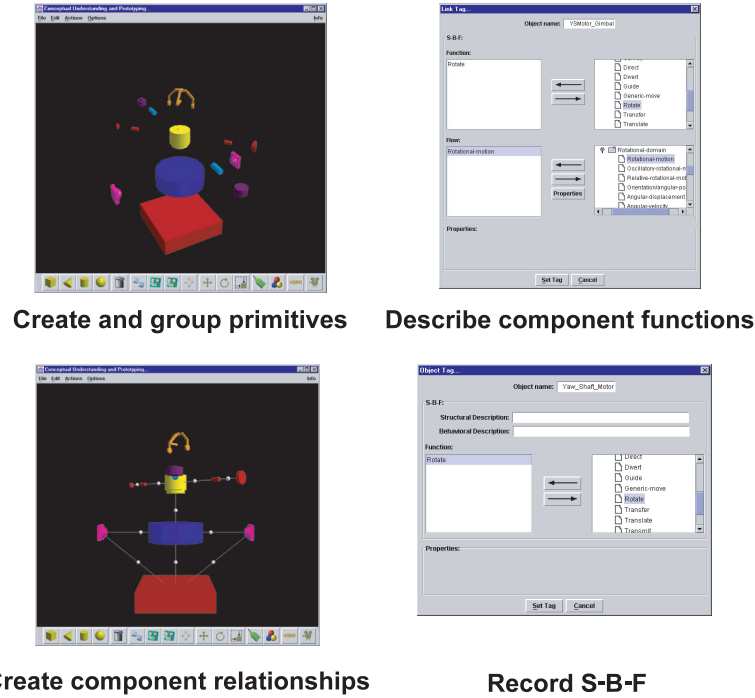 Conceptual Understanding and Prototyping...
File Edit Actions Options Info
Create and group primitives
Link Tag...
Object name: YSMotor_Gimbal
S-B-F:
Function:
Rotate
Direct
Divert
Guide
Generic-move
Rotate
Transfer
Translate
Flow:
Rotational-motion
Properties
Rotational-domain
Rotational-motion
Oscillatory-rotational-m
Relative-rotational-mot
Orientation/angular-po
Angular-displacement
Angular-velocity
Properties:
Set Tag Cancel
Describe component functions
Conceptual Understanding and Prototyping...
File Edit Actions Options Info
Create component relationships
Object Tag...
Object name: Yaw_Shaft_Motor
S-B-F:
Structural Description:
Behavioral Description:
Function:
Rotate
Direct
Divert
Guide
Generic-move
Rotate
Transfer
Translate
Transmit
Properties:
Set Tag Cancel
Record S-B-F